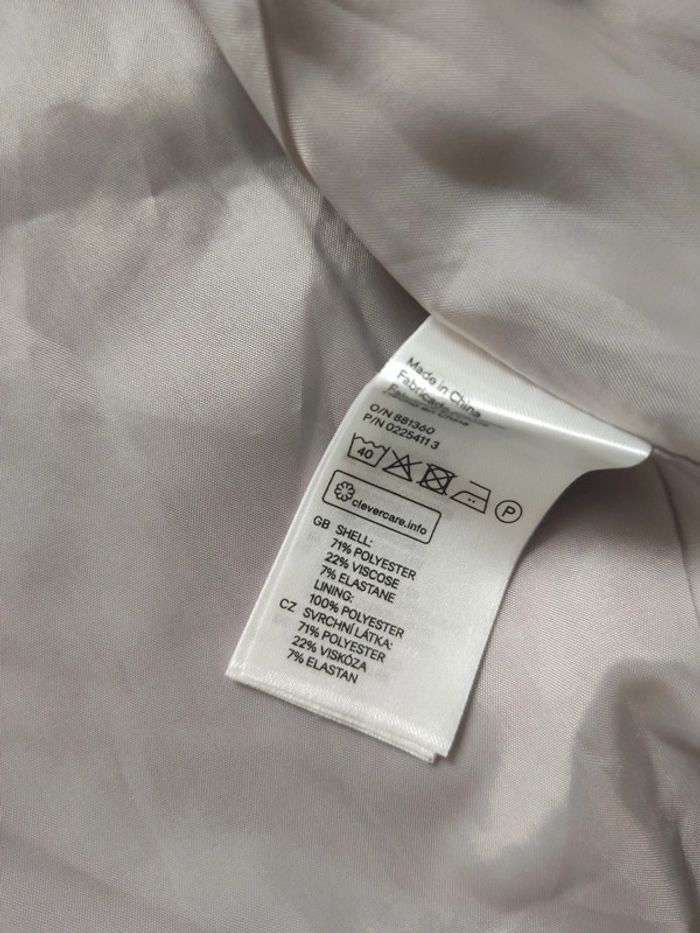 Made in China
O/N 881360
P/N 0225411 3
40
P
clevercare.info
GB SHELL:
71% POLYESTER
22% VISCOSE
7% ELASTANE
LINING:
100% POLYESTER
CZ SVRCHNÍ LÁTKA:
71% POLYESTER
22% VISKÓZA
7% ELASTAN